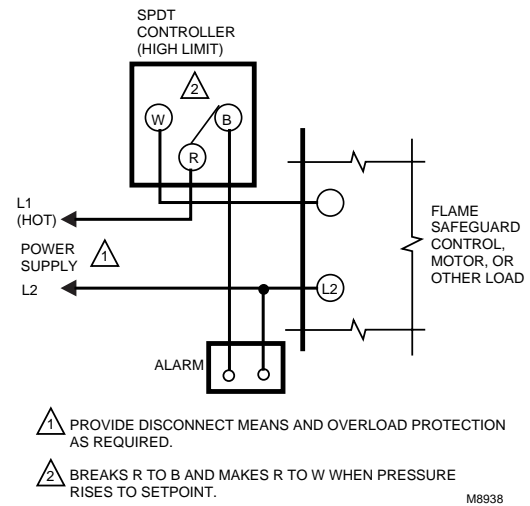 SPDT
CONTROLLER
(HIGH LIMIT)
2
W
B
R
L1
(HOT)
POWER
SUPPLY 1
L2
L2
FLAME
SAFEGUARD
CONTROL,
MOTOR, OR
OTHER LOAD
ALARM
1 PROVIDE DISCONNECT MEANS AND OVERLOAD PROTECTION
AS REQUIRED.
2 BREAKS R TO B AND MAKES R TO W WHEN PRESSURE
RISES TO SETPOINT.
M8938